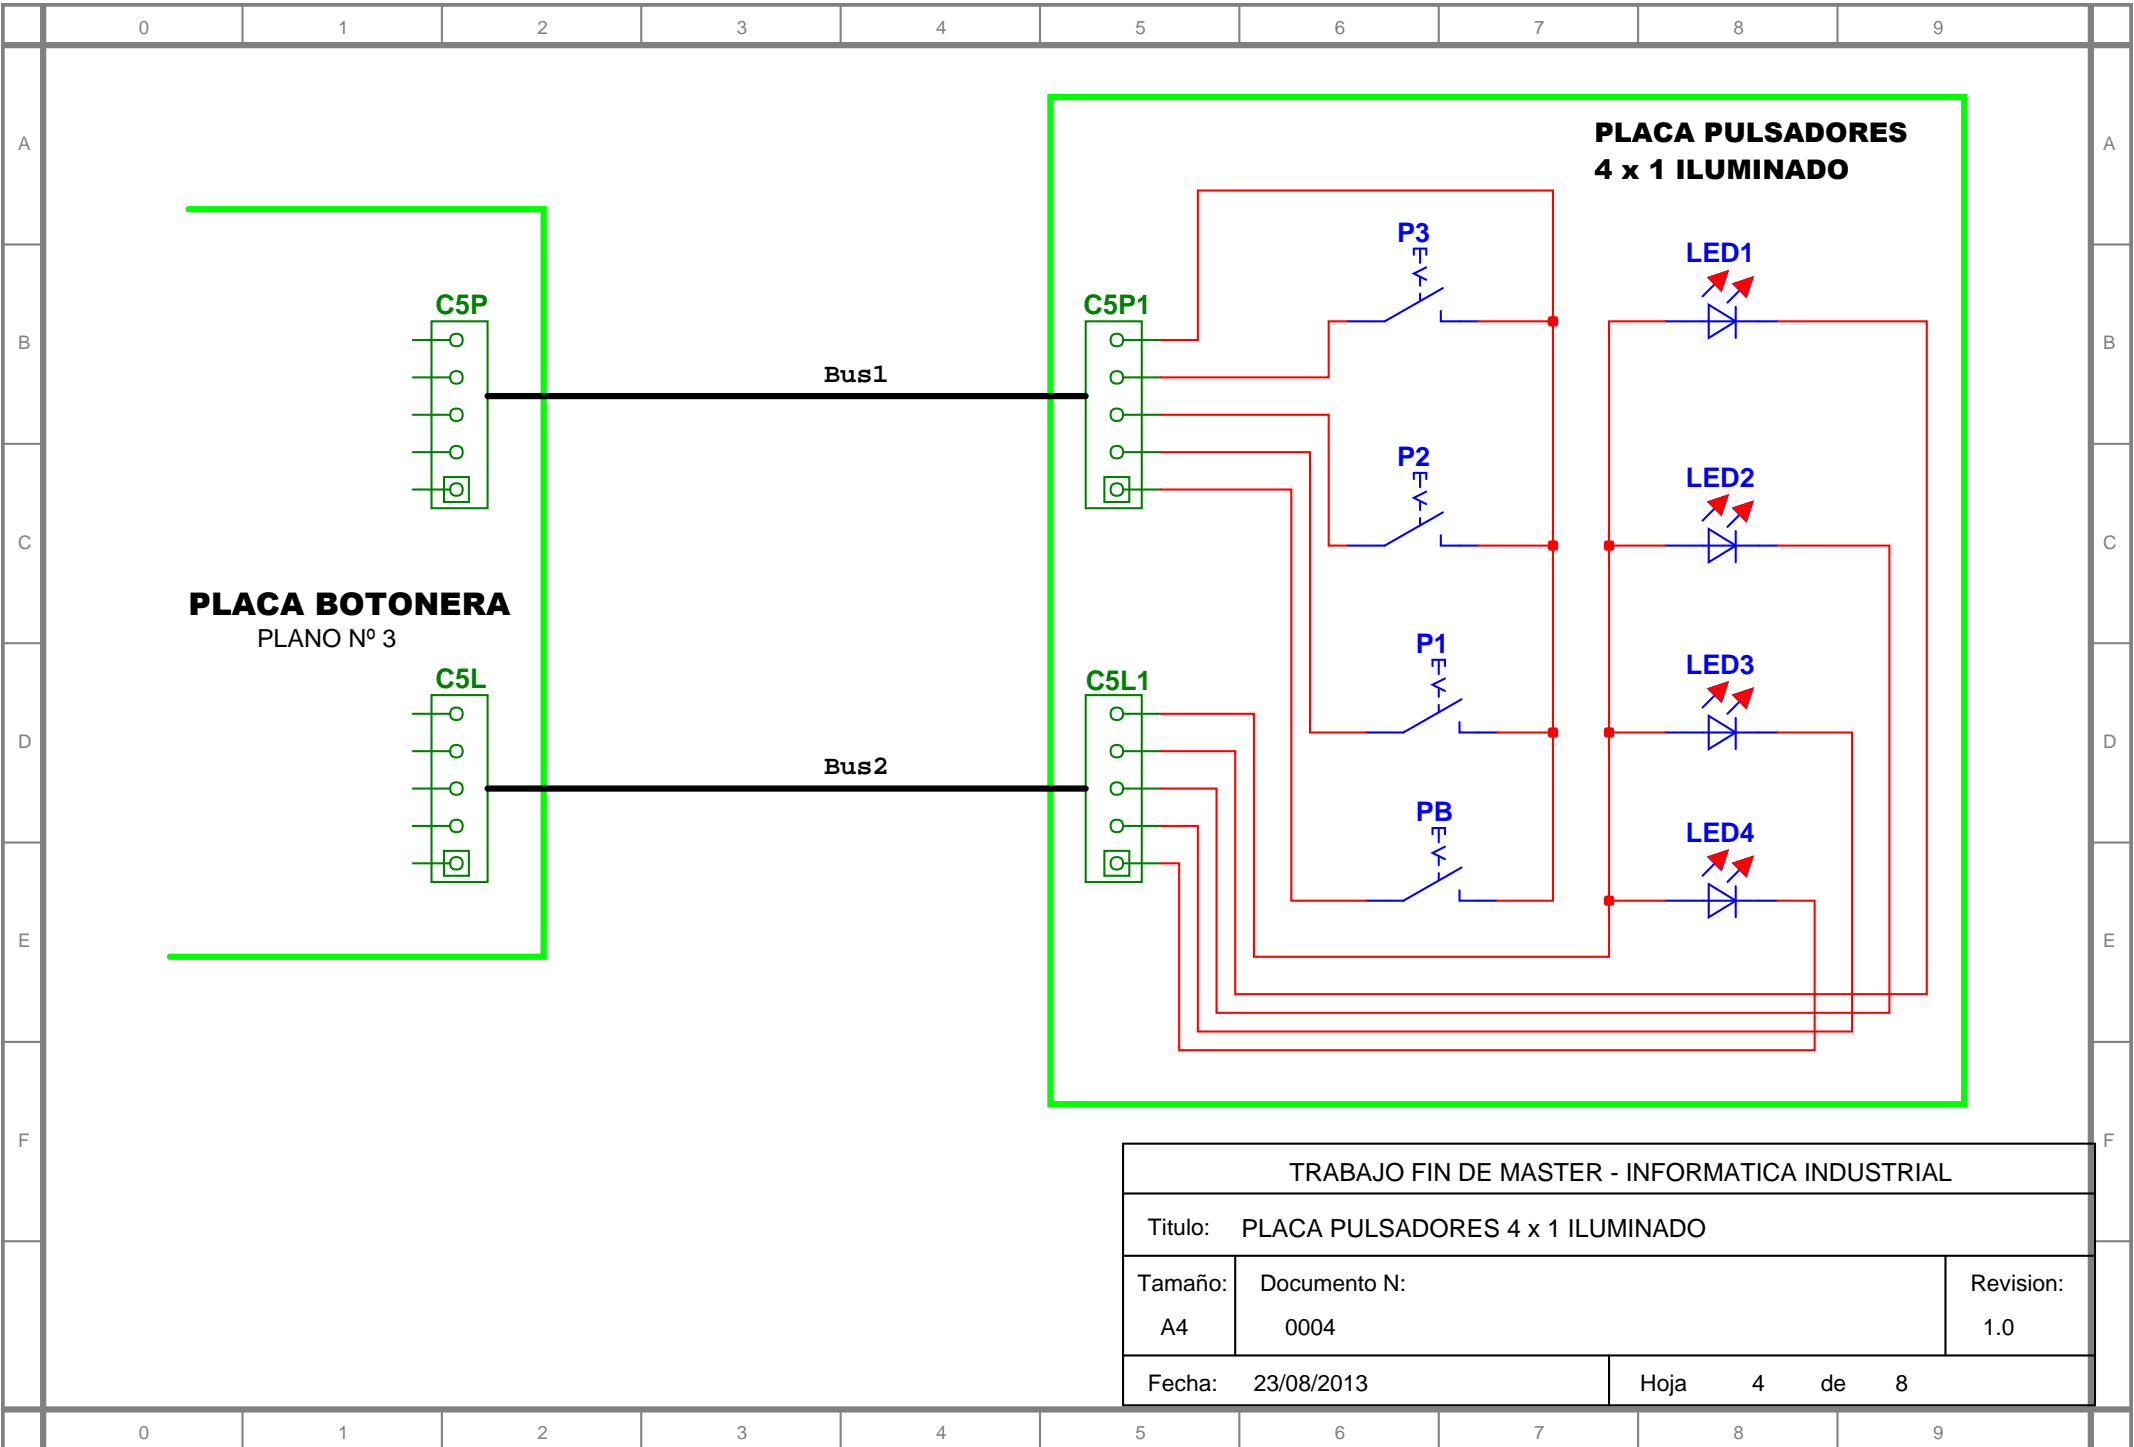 0 1 2 3 4 5 6 7 8 9
A A
PLACA PULSADORES
4 x 1 ILUMINADO
P3
LED1
C5P C5P1
B B
Bus1
P2
LED2
C C
PLACA BOTONERA
PLANO Nº 3
P1
LED3
C5L C5L1
D D
Bus2
PB
LED4
E E
F F
TRABAJO FIN DE MASTER - INFORMATICA INDUSTRIAL
Titulo: PLACA PULSADORES 4 x 1 ILUMINADO
Tamaño: Documento N: Revision:
A4 0004 1.0
Fecha: 23/08/2013 Hoja 4 de 8
0 1 2 3 4 5 6 7 8 9